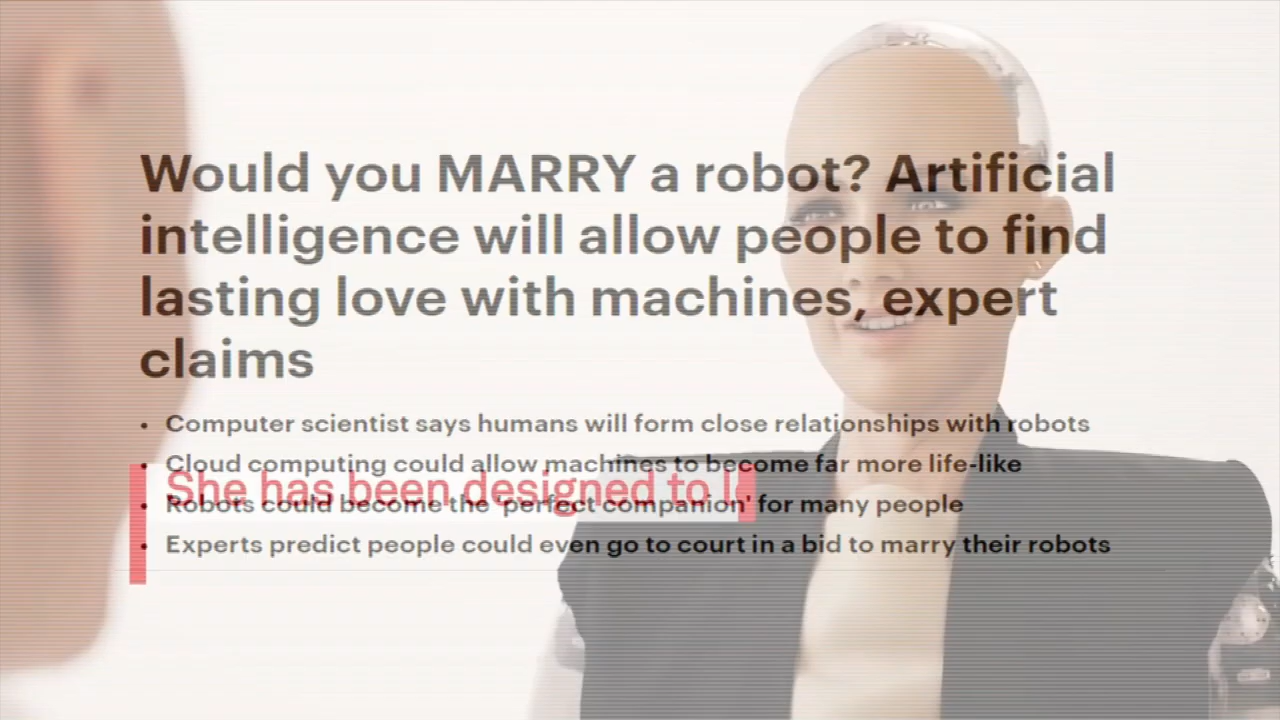 Would you MARRY a robot? Artificial
intelligence will allow people to find
lasting love with machines, expert
claims
• Computer scientist says humans will form close relationships with robots
• Cloud computing could allow machines to become far more life-like
She has been designed to l
• Robots could become the 'perfect companion' for many people
• Experts predict people could even go to court in a bid to marry their robots